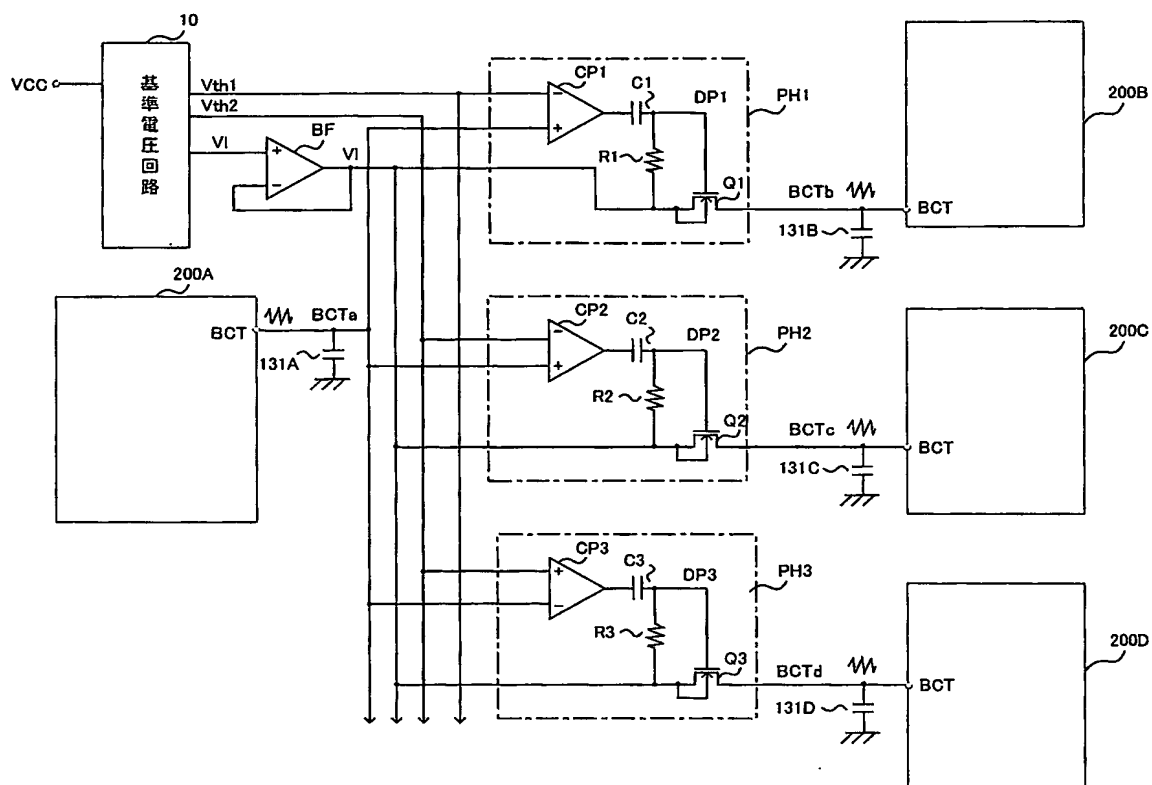 10
VCC
基準電圧回路
Vth1
Vth2
VI
BF
VI
CP1
C1
DP1
PH1
R1
Q1
BCTb
131B
BCT
200B
200A
BCT
BCTa
131A
CP2
C2
DP2
PH2
R2
Q2
BCTc
131C
BCT
200C
CP3
C3
DP3
PH3
R3
Q3
BCTd
131D
BCT
200D